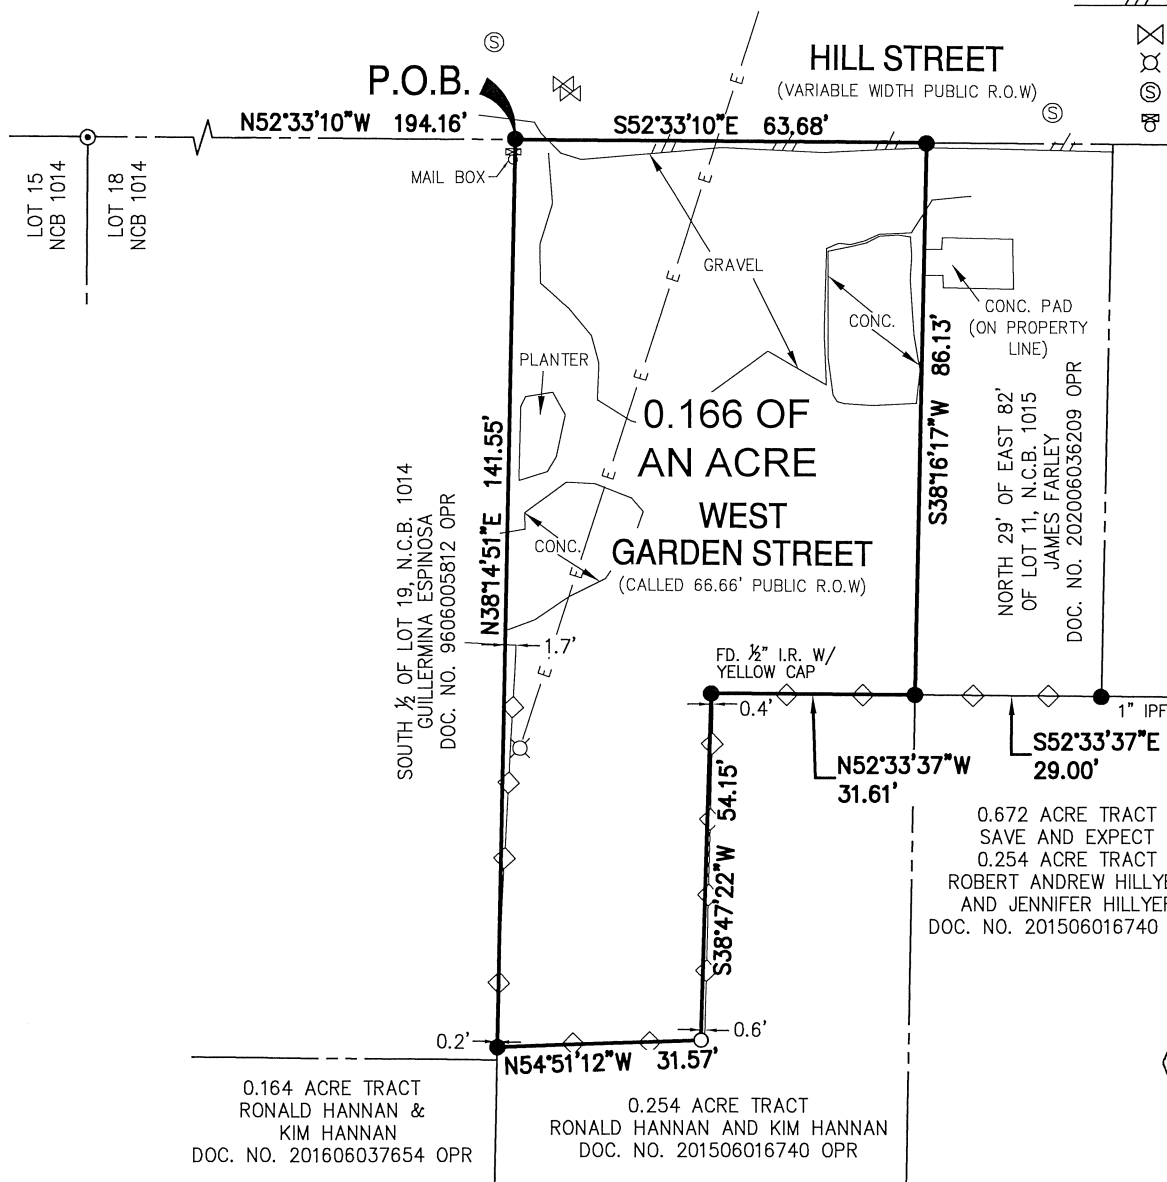 HILL STREET
(VARIABLE WIDTH PUBLIC R.O.W)
P.O.B.
S
S
S
N52°33'10"W 194.16'
S52°33'10"E 63.68'
MAIL BOX
LOT 15
NCB 1014
LOT 18
NCB 1014
E
E
E
E
E
E
E
E
GRAVEL
CONC.
CONC. PAD
(ON PROPERTY
LINE)
PLANTER
0.166 OF
AN ACRE
WEST
GARDEN STREET
(CALLED 66.66' PUBLIC R.O.W)
CONC.
N38°14'51"E 141.55'
S38°16'17"W 86.13'
SOUTH ½ OF LOT 19, N.C.B. 1014
GUILLERMINA ESPINOSA
DOC. NO. 9606005812 OPR
NORTH 29' OF EAST 82'
OF LOT 11, N.C.B. 1015
JAMES FARLEY
DOC. NO. 202006036209 OPR
1.7'
FD. ½" I.R. W/
YELLOW CAP
0.4'
1" IPF
N52°33'37"W
31.61'
S52°33'37"E
29.00'
S38°47'22"W 54.15'
0.672 ACRE TRACT
SAVE AND EXPECT
0.254 ACRE TRACT
ROBERT ANDREW HILLYE
AND JENNIFER HILLYER
DOC. NO. 201506016740
0.2'
0.6'
N54°51'12"W 31.57'
0.164 ACRE TRACT
RONALD HANNAN &
KIM HANNAN
DOC. NO. 201606037654 OPR
0.254 ACRE TRACT
RONALD HANNAN AND KIM HANNAN
DOC. NO. 201506016740 OPR